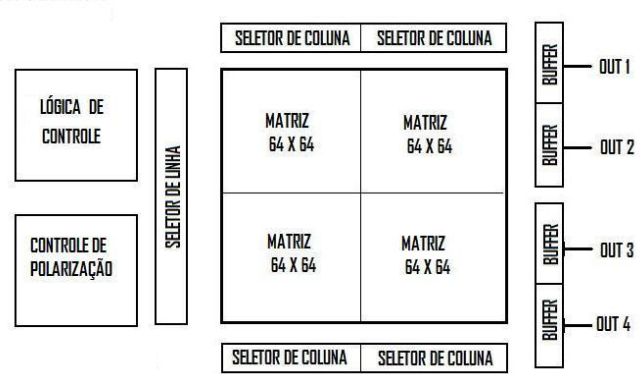 SELETOR DE COLUNA
SELETOR DE COLUNA
LÓGICA DE
CONTROLE
CONTROLE DE
POLARIZAÇÃO
SELETOR DE LINHA
MATRIZ
64 X 64
MATRIZ
64 X 64
MATRIZ
64 X 64
MATRIZ
64 X 64
SELETOR DE COLUNA
SELETOR DE COLUNA
BUFFER
OUT 1
BUFFER
OUT 2
BUFFER
OUT 3
BUFFER
OUT 4